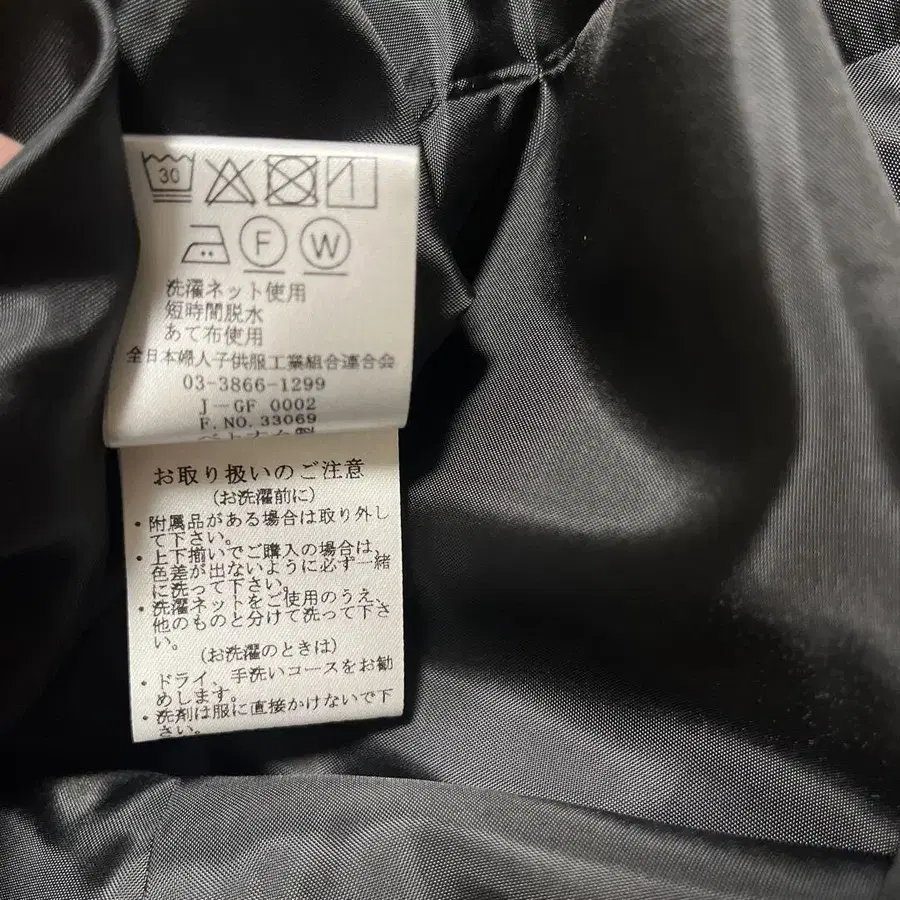 30
F W
洗濯ネット使用
短時間脱水
あて布使用
全日本婦人子供服工業組合連合会
03-3866-1299
J-GF 0002
F.NO.33069
ベトナム製
お取り扱いのご注意
(お洗濯前に)
・附属品がある場合は取り外し
て下さい。
・上下揃いでご購入の場合は、
色差が出ないように必ず一緒
に洗って下さい。
・洗濯ネットをご使用のうえ、
他のものと分けて洗って下さ
い。
(お洗濯のときは)
・ドライ、手洗いコースをお勧
めします。
・洗剤は服に直接かけないで下
さい。